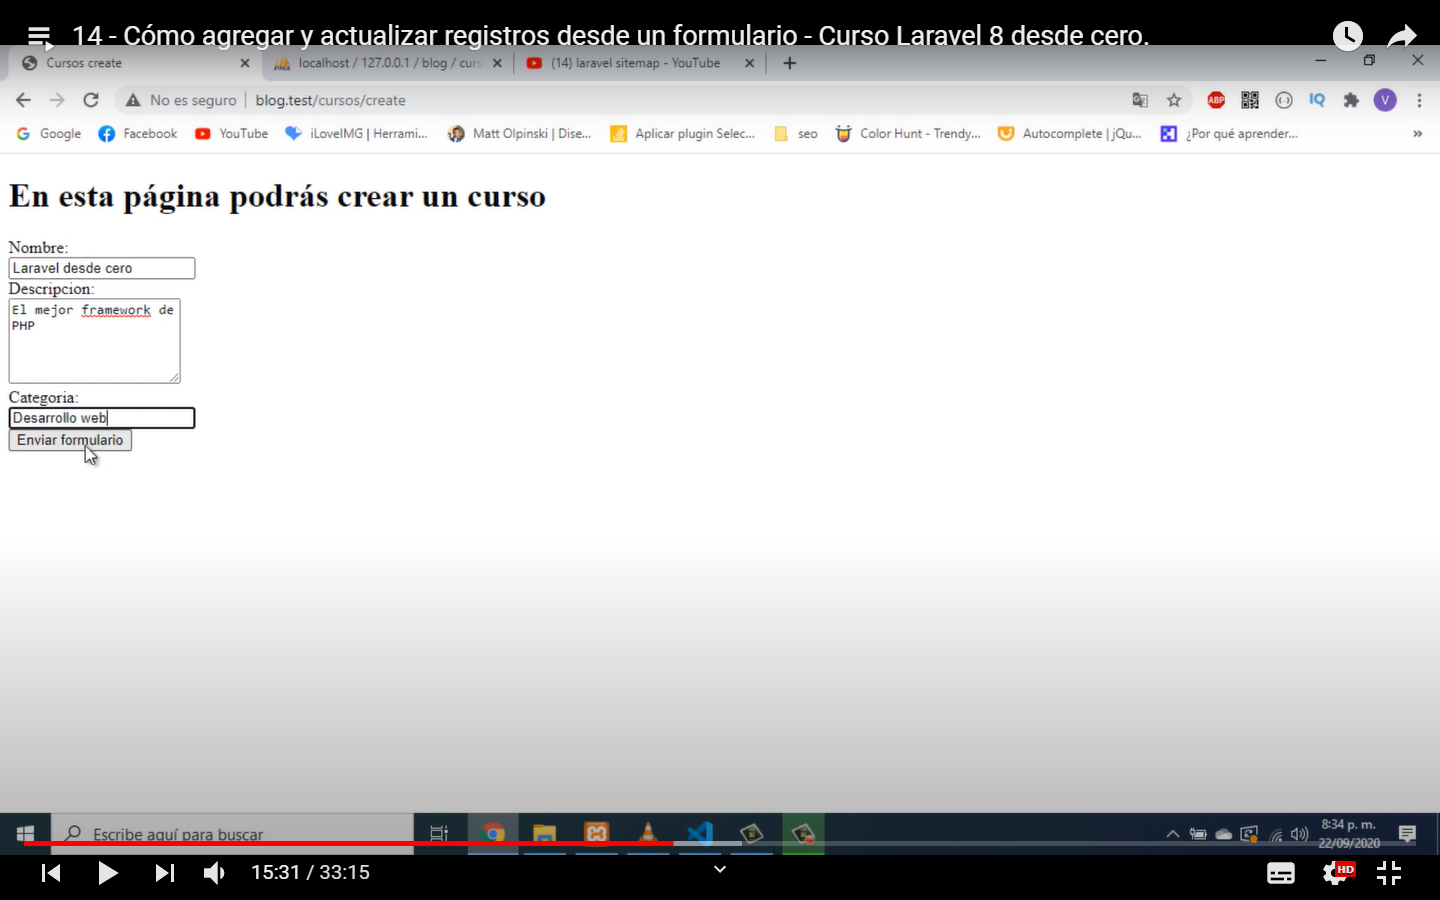 14 - Cómo agregar y actualizar registros desde un formulario - Curso Laravel 8 desde cero.
Cursos create
localhost / 127.0.0.1 / blog / curs
(14) laravel sitemap - YouTube
No es seguro
blog.test/cursos/create
ABP
IQ
V
Google
Facebook
YouTube
iLoveIMG | Herrami...
Matt Olpinski | Dise...
Aplicar plugin Selec...
seo
Color Hunt - Trendy...
Autocomplete | jQu...
¿Por qué aprender...
»
En esta página podrás crear un curso
Nombre:
Laravel desde cero
Descripcion:
El mejor framework de
PHP
Categoria:
Desarrollo web
Enviar formulario
Escribe aquí para buscar
8:34 p. m.
22/09/2020
15:31 / 33:15
HD